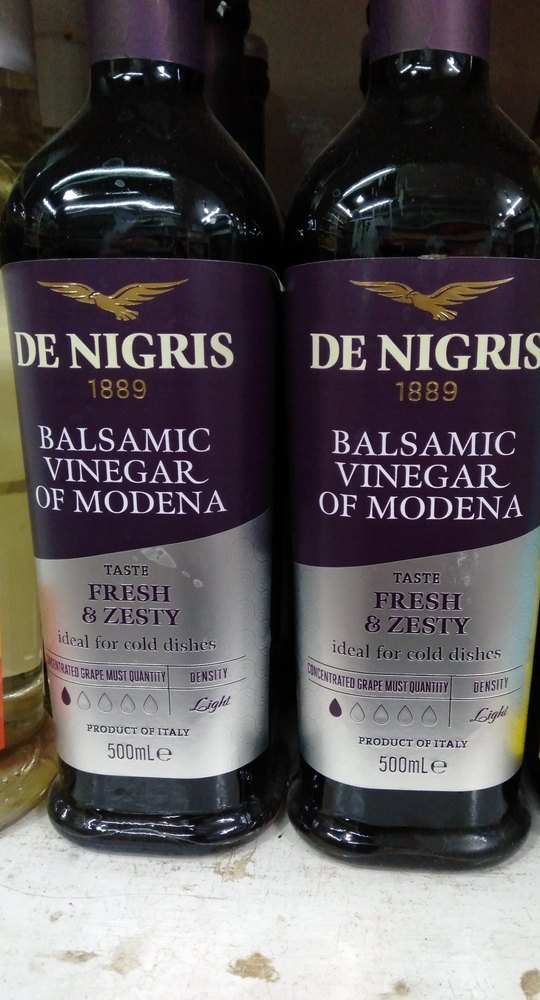 DE NIGRIS
1889
BALSAMIC
VINEGAR
OF MODENA
TASTE
FRESH
& ZESTY
ideal for cold dishes
CONCENTRATED GRAPE MUST QUANTITY
DENSITY
Light
PRODUCT OF ITALY
500mL℮
DE NIGRIS
1889
BALSAMIC
VINEGAR
OF MODENA
TASTE
FRESH
& ZESTY
ideal for cold dishes
CONCENTRATED GRAPE MUST QUANTITY
DENSITY
Light
PRODUCT OF ITALY
500mL℮